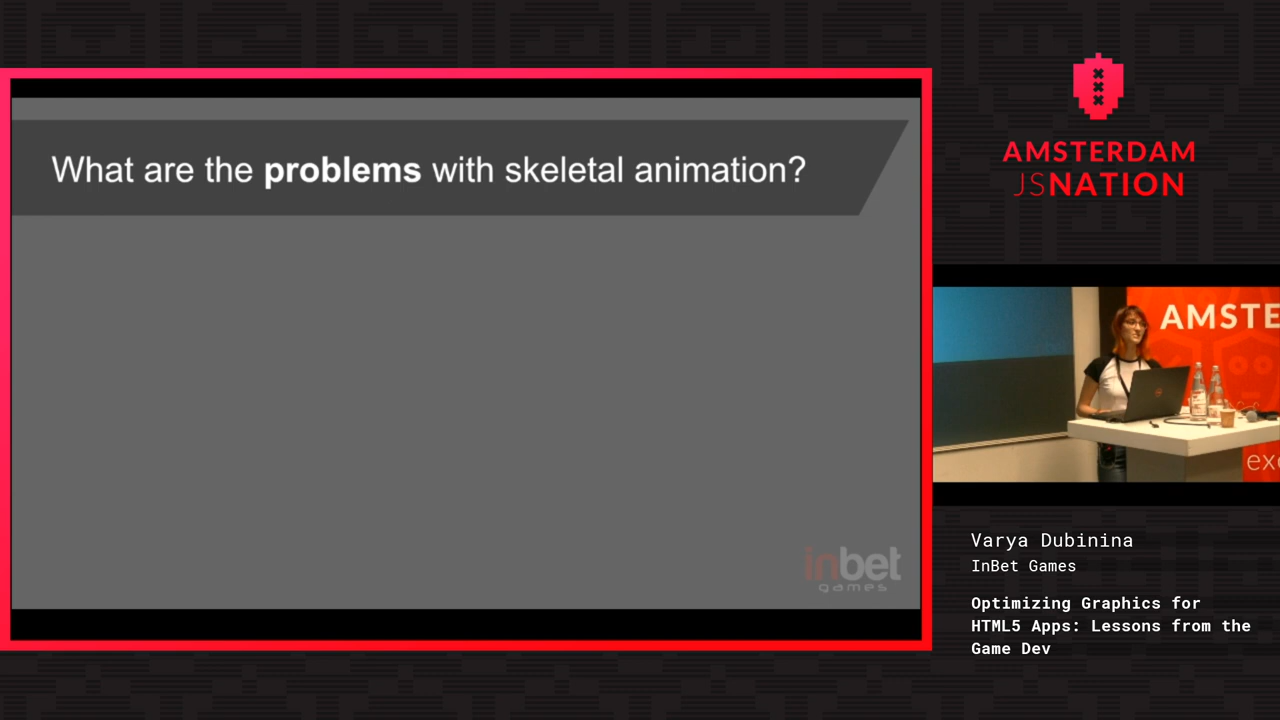 What are the problems with skeletal animation?
inbet
games
AMSTERDAM
JSNATION
AMSTE
exc
Varya Dubinina
InBet Games
Optimizing Graphics for
HTML5 Apps: Lessons from the
Game Dev